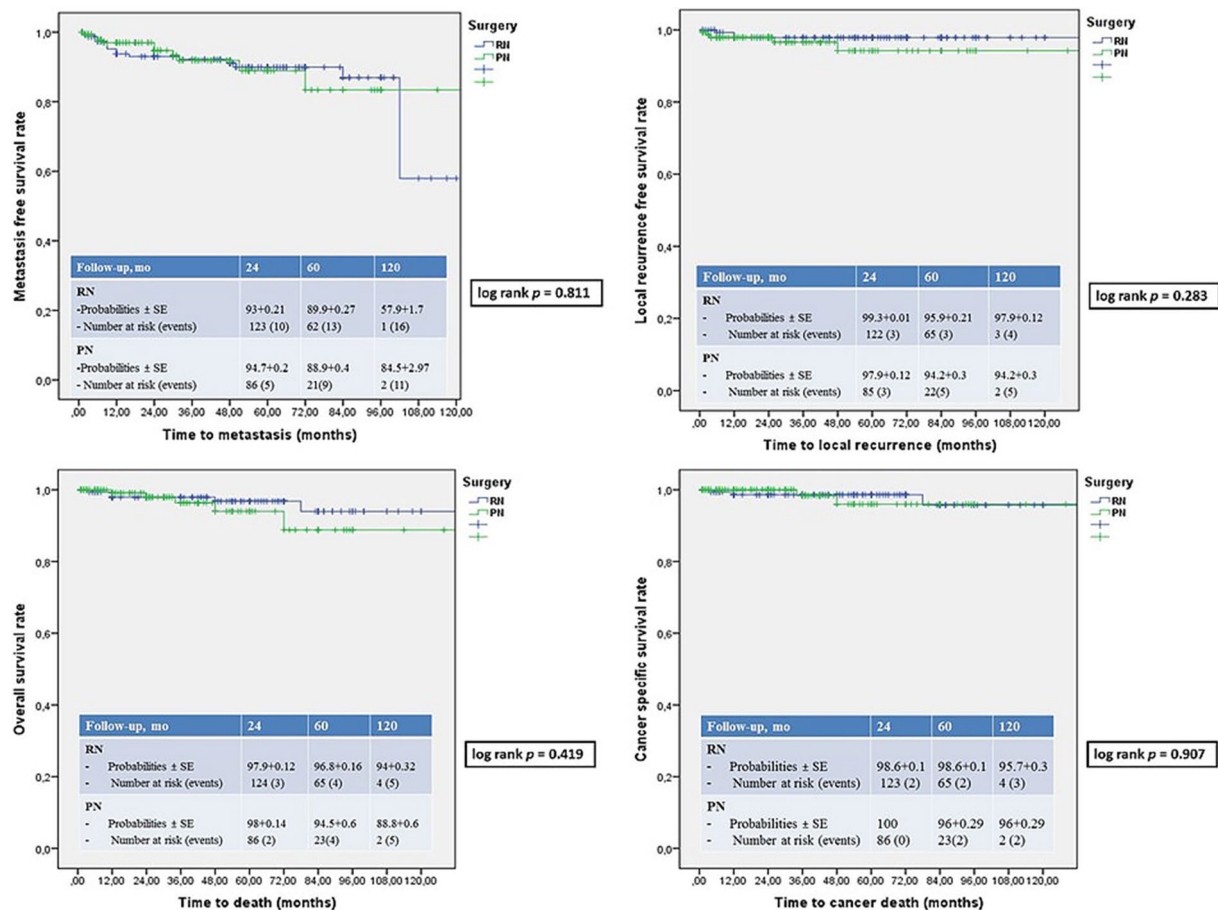 Metastasis free survival rate
1,0
0,8
0,6
0,4
0,2
0,0
Surgery
RN
PN
Follow-up, mo 24 60 120
RN
-Probabilities ± SE 93+0.21 89.9+0.27 57.9+1.7
- Number at risk (events) 123 (10) 62 (13) 1 (16)
PN
-Probabilities ± SE 94.7+0.2 88.9+0.4 84.5+2.97
- Number at risk (events) 86 (5) 21(9) 2 (11)
log rank p = 0.811
,00 12,00 24,00 36,00 48,00 60,00 72,00 84,00 96,00 108,00 120,00
Time to metastasis (months)
Local recurrence free survival rate
1,0
0,8
0,6
0,4
0,2
0,0
Surgery
RN
PN
Follow-up, mo 24 60 120
RN
- Probabilities ± SE 99.3+0.01 95.9+0.21 97.9+0.12
- Number at risk (events) 122 (3) 65 (3) 3 (4)
PN
- Probabilities ± SE 97.9+0.12 94.2+0.3 94.2+0.3
- Number at risk (events) 85 (3) 22(5) 2 (5)
log rank p = 0.283
,00 12,00 24,00 36,00 48,00 60,00 72,00 84,00 96,00 108,00 120,00
Time to local recurrence (months)
Overall survival rate
1,0
0,8
0,6
0,4
0,2
0,0
Surgery
RN
PN
Follow-up, mo 24 60 120
RN
- Probabilities ± SE 97.9+0.12 96.8+0.16 94+0.32
- Number at risk (events) 124 (3) 65 (4) 4 (5)
PN
- Probabilities ± SE 98+0.14 94.5+0.6 88.8+0.6
- Number at risk (events) 86 (2) 23(4) 2 (5)
log rank p = 0.419
,00 12,00 24,00 36,00 48,00 60,00 72,00 84,00 96,00 108,00 120,00
Time to death (months)
Cancer specific survival rate
1,0
0,8
0,6
0,4
0,2
0,0
Surgery
RN
PN
Follow-up, mo 24 60 120
RN
- Probabilities ± SE 98.6+0.1 98.6+0.1 95.7+0.3
- Number at risk (events) 123 (2) 65 (2) 4 (3)
PN
- Probabilities ± SE 100 96+0.29 96+0.29
- Number at risk (events) 86 (0) 23(2) 2 (2)
log rank p = 0.907
,00 12,00 24,00 36,00 48,00 60,00 72,00 84,00 96,00 108,00 120,00
Time to cancer death (months)